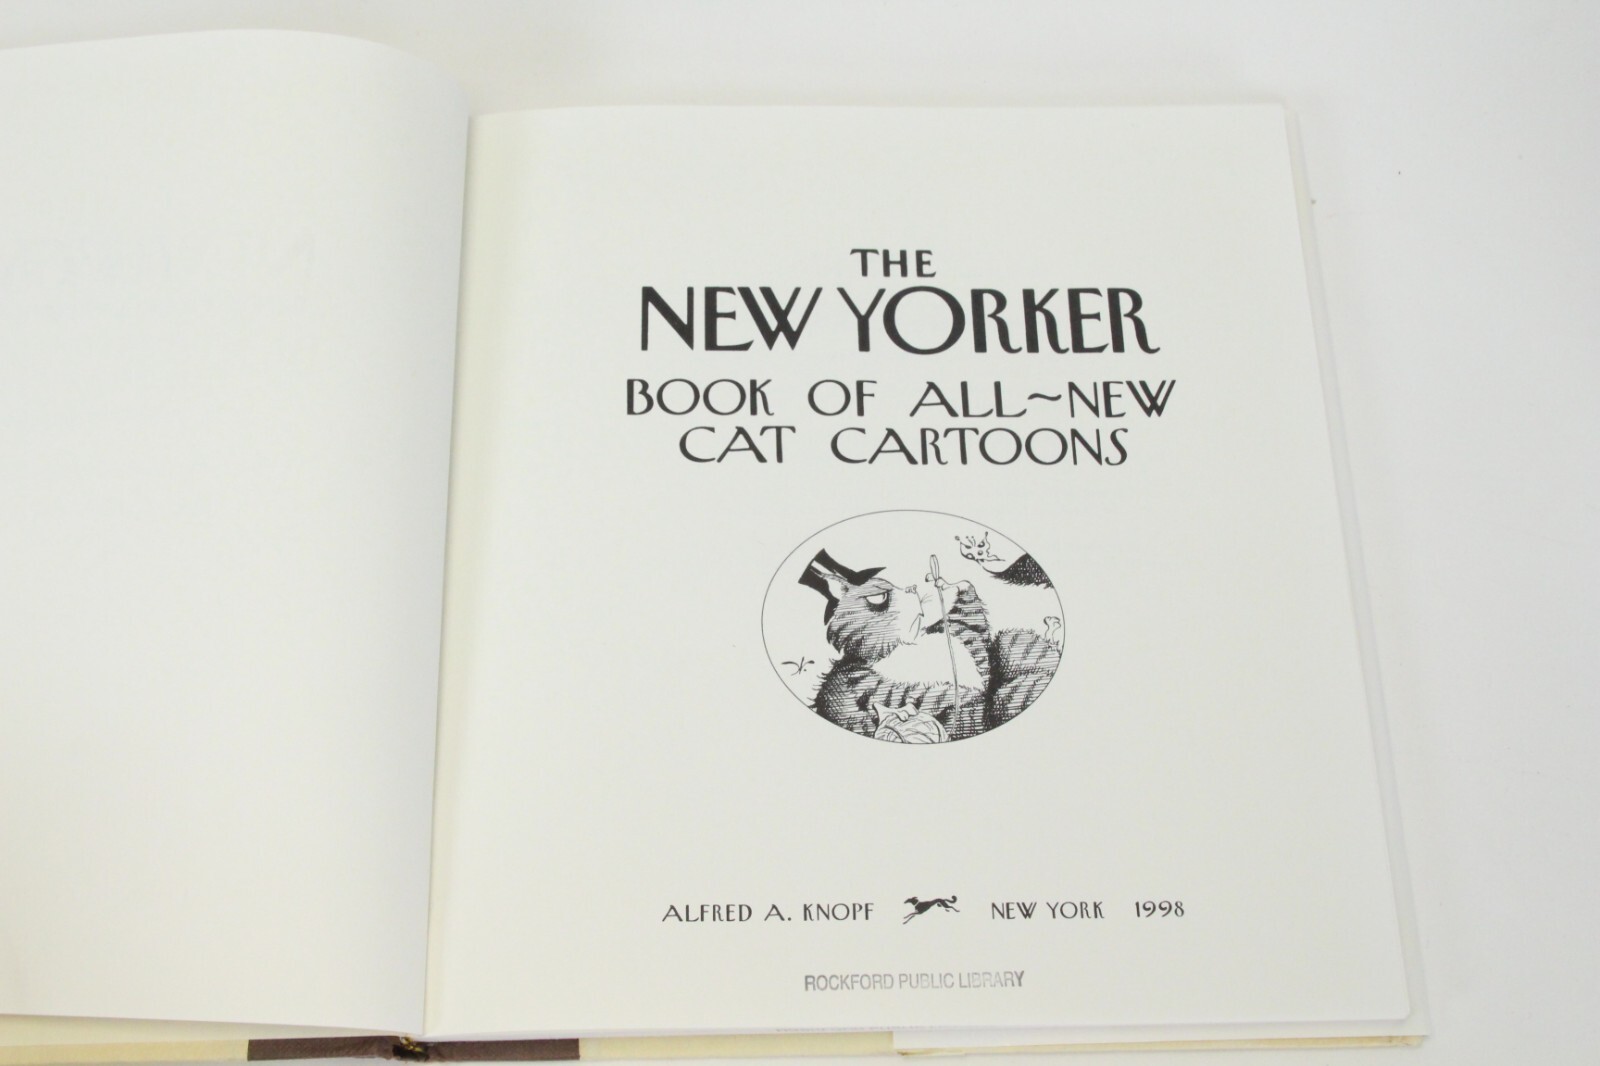 THE
NEW YORKER
BOOK OF ALL~NEW
CAT CARTOONS
ALFRED A. KNOPF NEW YORK 1998
ROCKFORD PUBLIC LIBRARY